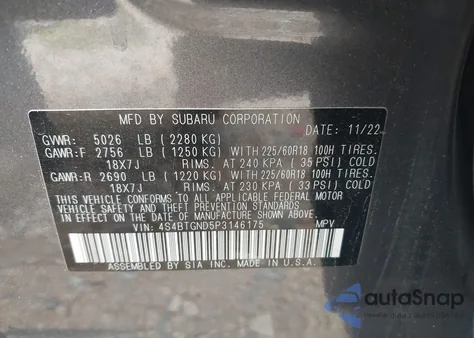 MFD. BY SUBARU CORPORATION
DATE: 11/22
GVWR: 5026 LB (2280 KG)
GAWR:F 2756 LB (1250 KG) WITH 225/60R18 100H TIRES.
18X7J RIMS. AT 240 KPA (35 PSI) COLD
GAWR:R 2690 LB (1220 KG) WITH 225/60R18 100H TIRES.
18X7J RIMS. AT 230 KPA (33 PSI) COLD
THIS VEHICLE CONFORMS TO ALL APPLICABLE FEDERAL MOTOR
VEHICLE SAFETY AND BUMPER STANDARDS IN EFFECT
ON THE DATE OF MANUFACTURE SHOWN ABOVE.
VIN: 4S4BTGND5P3146175 MPV
ASSEMBLED BY SIA INC. MADE IN U.S.A.
autoSnap